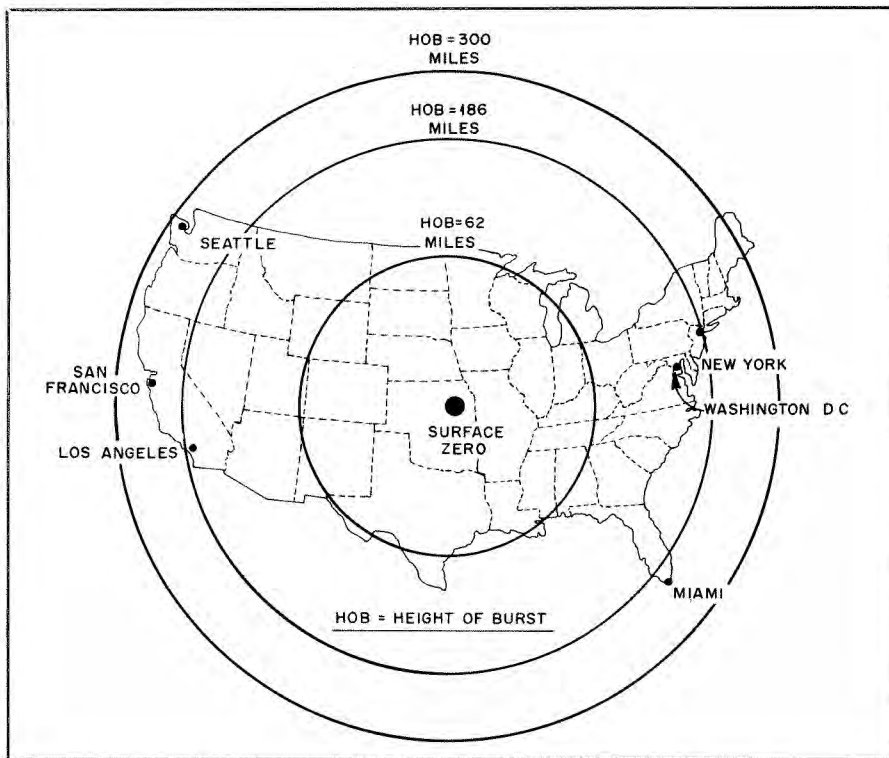 HOB = 300
MILES
HOB = 186
MILES
HOB=62
MILES
SEATTLE
SAN
FRANCISCO
NEW YORK
WASHINGTON D C
LOS ANGELES
SURFACE
ZERO
MIAMI
HOB = HEIGHT OF BURST